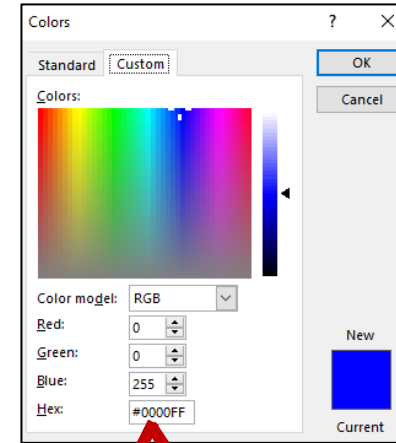 Colors ? ×
Standard Custom
OK
Cancel
Colors:
Color model: RGB
Red: 0
Green: 0
Blue: 255
Hex: #0000FF
New
Current